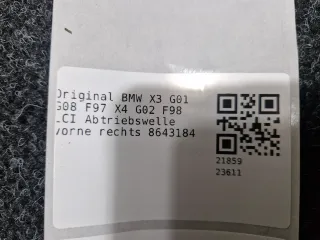 Original BMW X3 G01
G08 F97 X4 G02 F98
LCI Abtriebswelle
vorne rechts 8643184
21859
23611